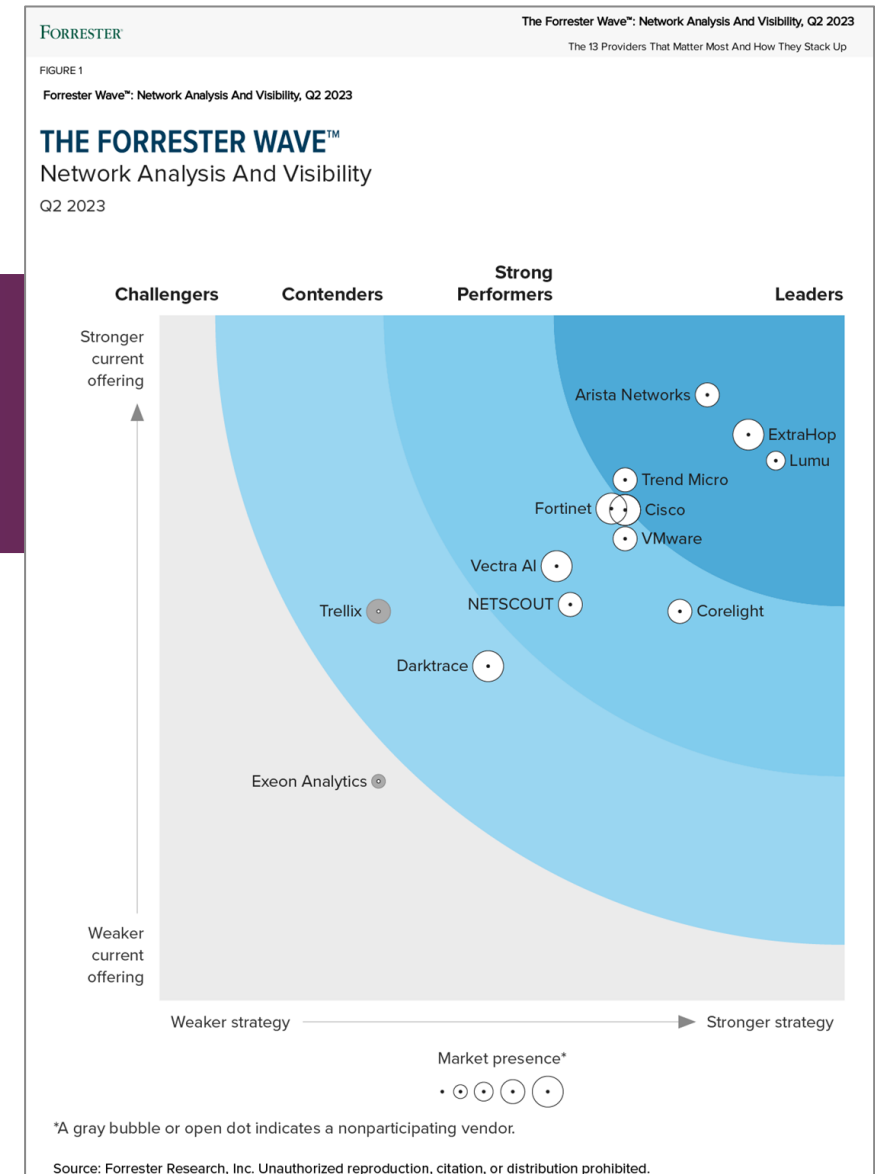 FORRESTER®
The Forrester Wave™: Network Analysis And Visibility, Q2 2023
The 13 Providers That Matter Most And How They Stack Up
FIGURE 1
Forrester Wave™: Network Analysis And Visibility, Q2 2023
THE FORRESTER WAVE™
Network Analysis And Visibility
Q2 2023
Challengers
Contenders
Strong
Performers
Leaders
Stronger
current
offering
Arista Networks
ExtraHop
Lumu
Trend Micro
Fortinet
Cisco
VMware
Vectra AI
NETSCOUT
Trellix
Corelight
Darktrace
Exeon Analytics
Weaker
current
offering
Weaker strategy
Stronger strategy
Market presence*
*A gray bubble or open dot indicates a nonparticipating vendor.
Source: Forrester Research, Inc. Unauthorized reproduction, citation, or distribution prohibited.